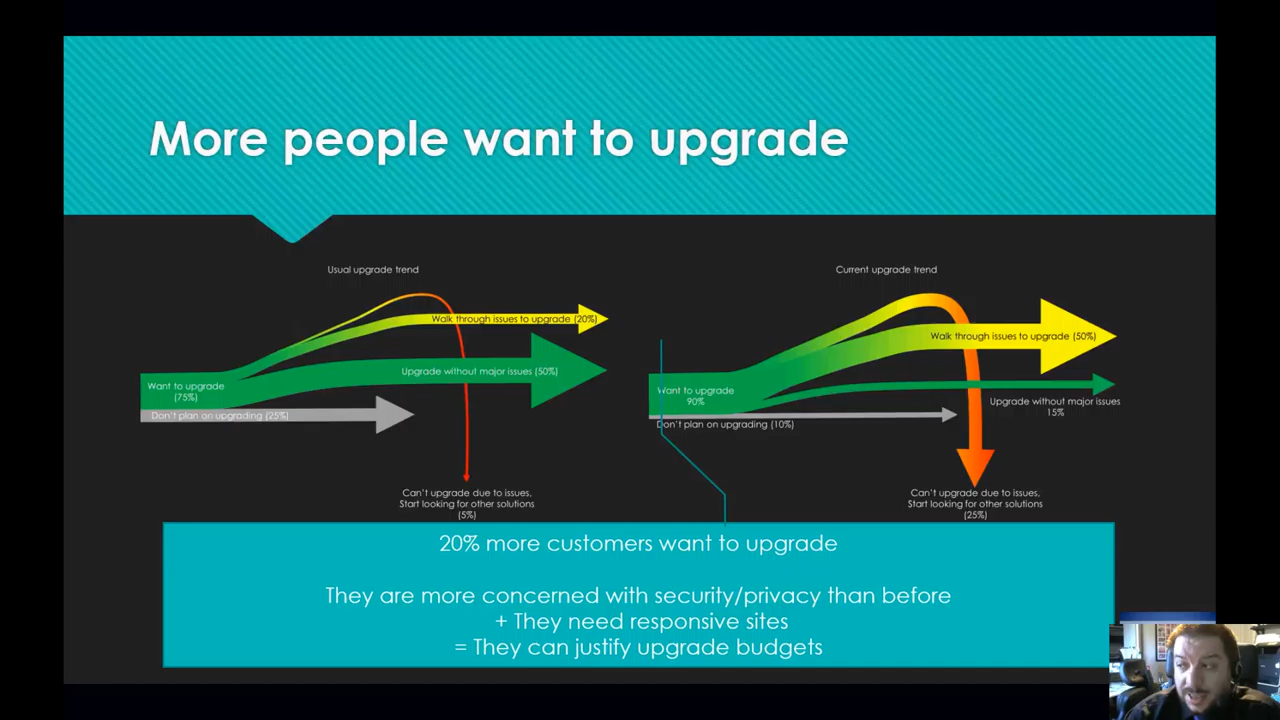 More people want to upgrade
Usual upgrade trend
Walk through issues to upgrade (20%)
Upgrade without major issues (50%)
Want to upgrade
(75%)
Don't plan on upgrading (25%)
Can't upgrade due to issues,
Start looking for other solutions
(5%)
Current upgrade trend
Walk through issues to upgrade (50%)
Want to upgrade
90%
Upgrade without major issues
15%
Don't plan on upgrading (10%)
Can't upgrade due to issues,
Start looking for other solutions
(25%)
20% more customers want to upgrade
They are more concerned with security/privacy than before
+ They need responsive sites
= They can justify upgrade budgets